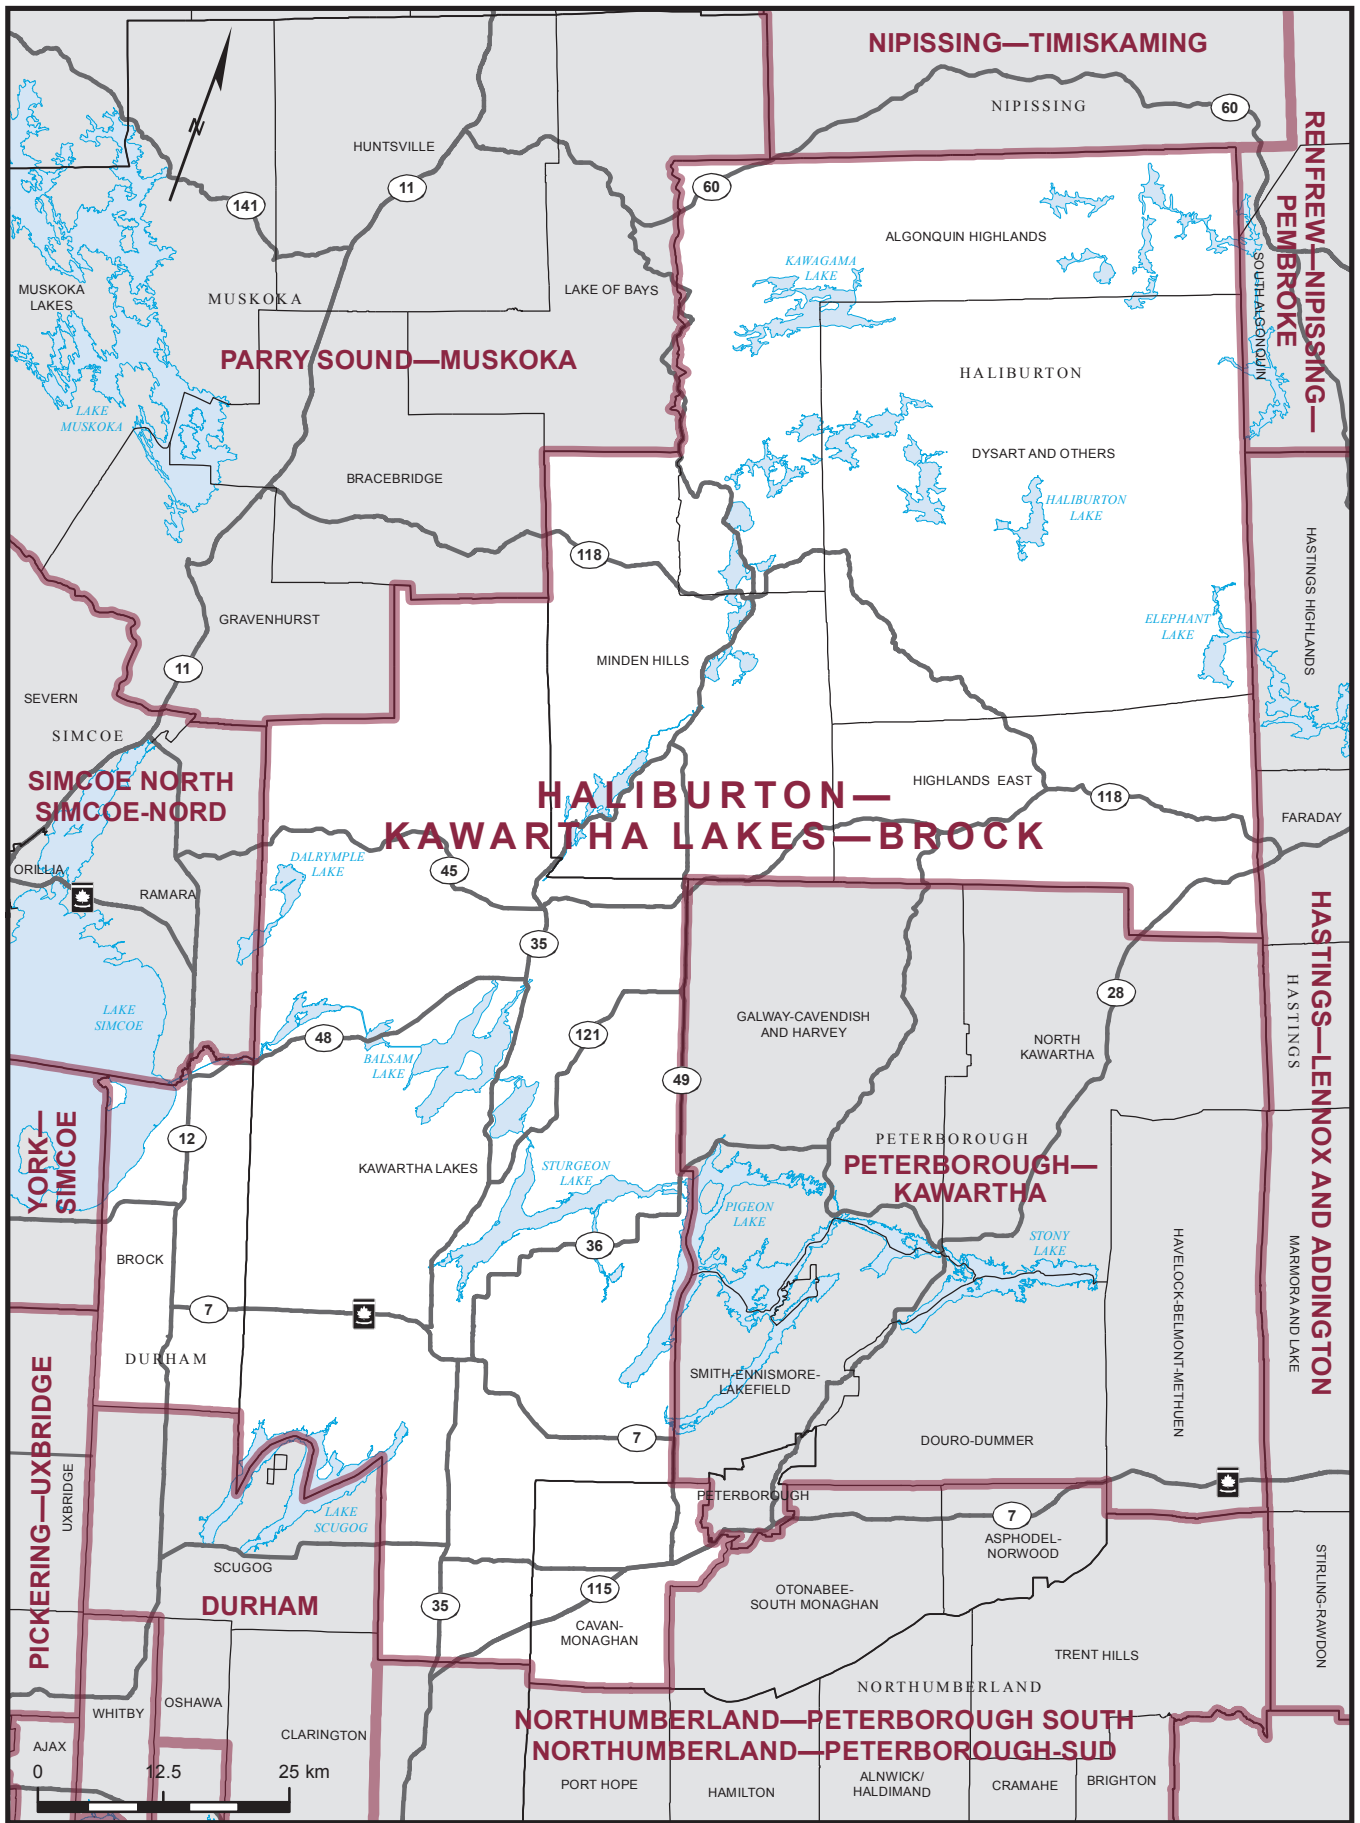 NIPISSING—TIMISKAMING
NIPISSING
60
RENFREW—NIPISSING—
PEMBROKE
N
HUNTSVILLE
11
141
60
ALGONQUIN HIGHLANDS
KAWAGAMA
LAKE
SOUTH ALGONQUIN
MUSKOKA
LAKES
MUSKOKA
LAKE OF BAYS
PARRY SOUND—MUSKOKA
HALIBURTON
LAKE
MUSKOKA
DYSART AND OTHERS
BRACEBRIDGE
HALIBURTON
LAKE
118
HASTINGS HIGHLANDS
GRAVENHURST
ELEPHANT
LAKE
11
MINDEN HILLS
SEVERN
SIMCOE
SIMCOE NORTH
SIMCOE-NORD
HIGHLANDS EAST
HALIBURTON—
KAWARTHA LAKES—BROCK
118
FARADAY
DALRYMPLE
LAKE
45
ORILLIA
RAMARA
35
HASTINGS—LENNOX AND ADDINGTON
HASTINGS
28
LAKE
SIMCOE
GALWAY-CAVENDISH
AND HARVEY
48
121
NORTH
KAWARTHA
BALSAM
LAKE
49
YORK—
SIMCOE
12
PETERBOROUGH
PETERBOROUGH—
KAWARTHA
KAWARTHA LAKES
STURGEON
LAKE
PIGEON
LAKE
36
STONY
LAKE
BROCK
HAVELOCK-BELMONT-METHUEN
MARMORA AND LAKE
7
DURHAM
SMITH-ENNISMORE-
LAKEFIELD
PICKERING—UXBRIDGE
UXBRIDGE
7
DOURO-DUMMER
PETERBOROUGH
LAKE
SCUGOG
7
ASPHODEL-
NORWOOD
STIRLING-RAWDON
SCUGOG
DURHAM
35
115
OTONABEE-
SOUTH MONAGHAN
CAVAN-
MONAGHAN
TRENT HILLS
NORTHUMBERLAND
OSHAWA
WHITBY
CLARINGTON
NORTHUMBERLAND—PETERBOROUGH SOUTH
NORTHUMBERLAND—PETERBOROUGH-SUD
AJAX
0 12.5 25 km
PORT HOPE
HAMILTON
ALNWICK/
HALDIMAND
CRAMAHE
BRIGHTON